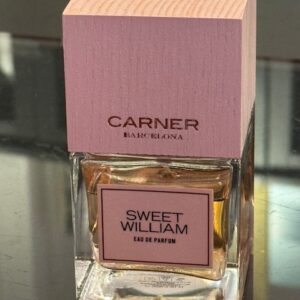 CARNER
BARCELONA
SWEET
WILLIAM
EAU DE PARFUM